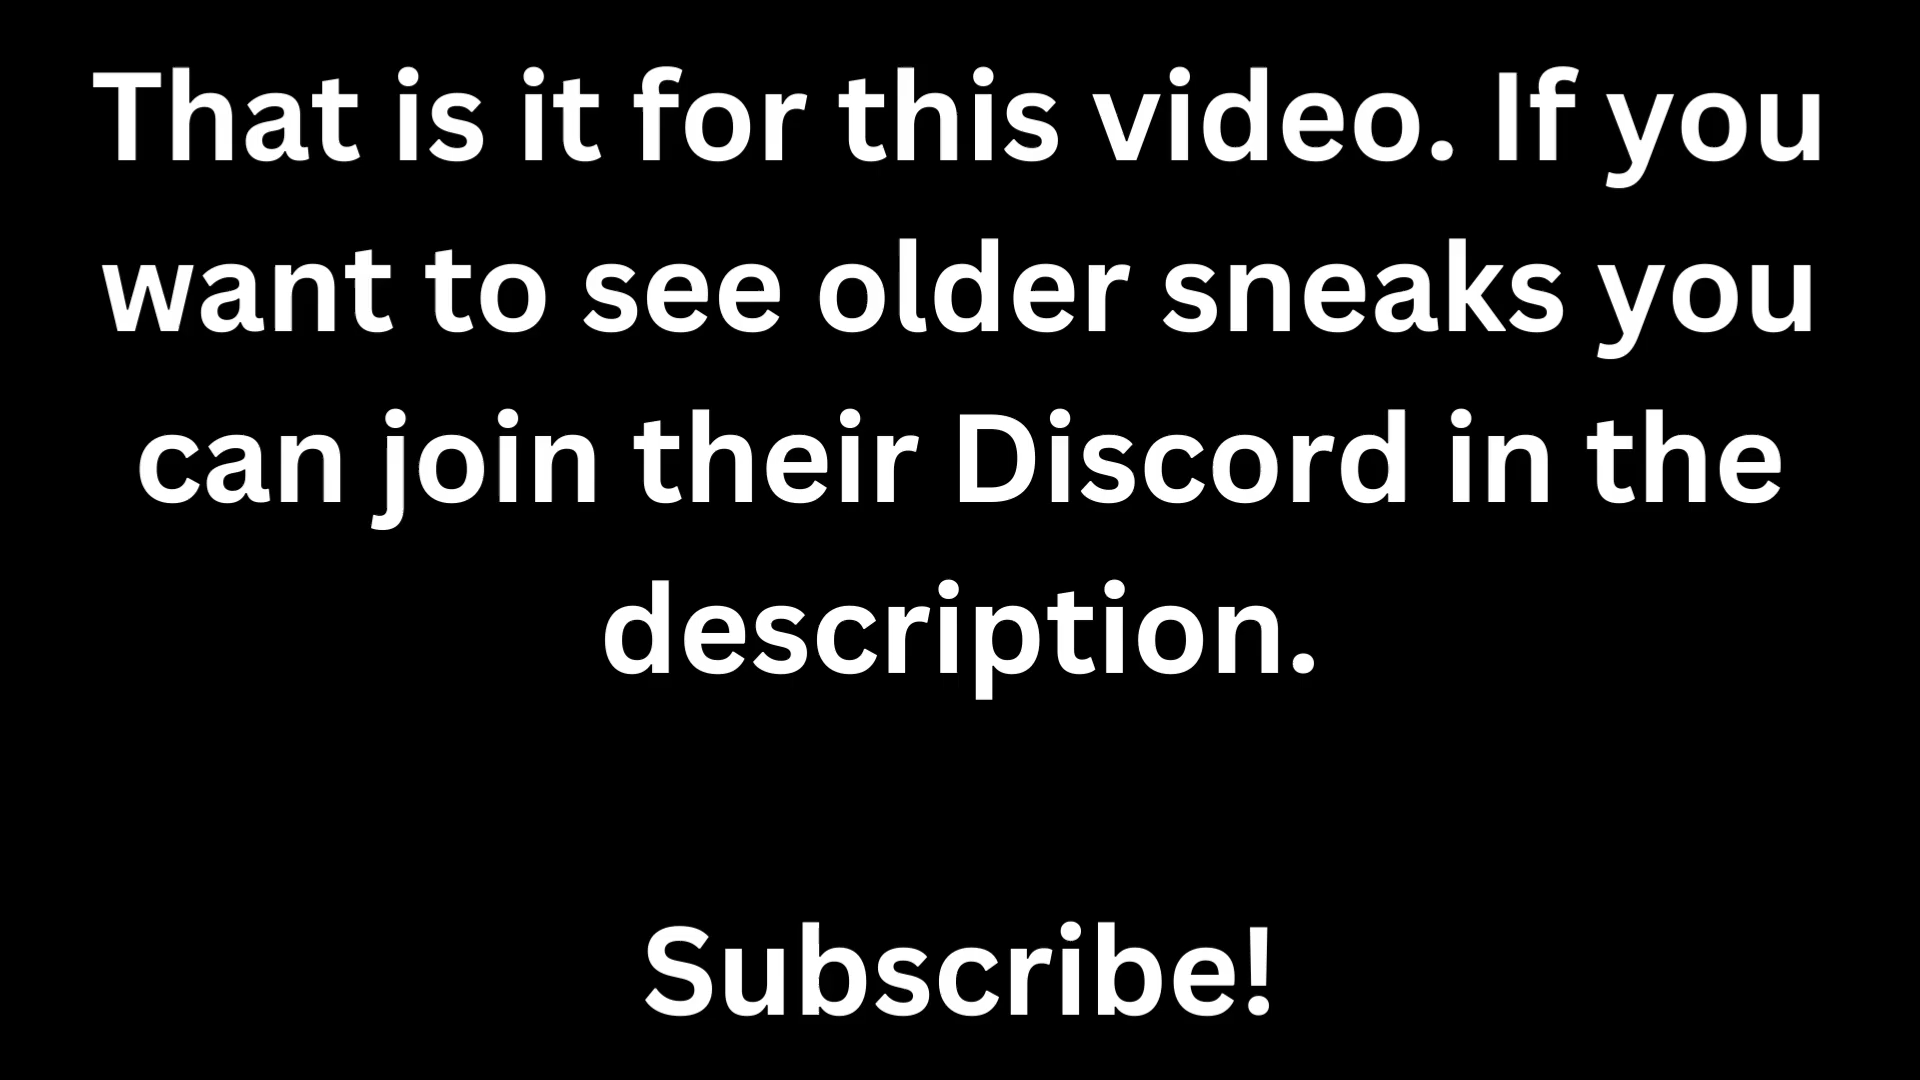 That is it for this video. If you
want to see older sneaks you
can join their Discord in the
description.
Subscribe!